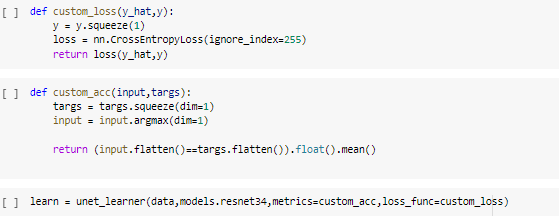 [ ] def custom_loss(y_hat,y):
y = y.squeeze(1)
loss = nn.CrossEntropyLoss(ignore_index=255)
return loss(y_hat,y)
[ ] def custom_acc(input,targs):
targs = targs.squeeze(dim=1)
input = input.argmax(dim=1)
return (input.flatten()==targs.flatten()).float().mean()
[ ] learn = unet_learner(data,models.resnet34,metrics=custom_acc,loss_func=custom_loss)